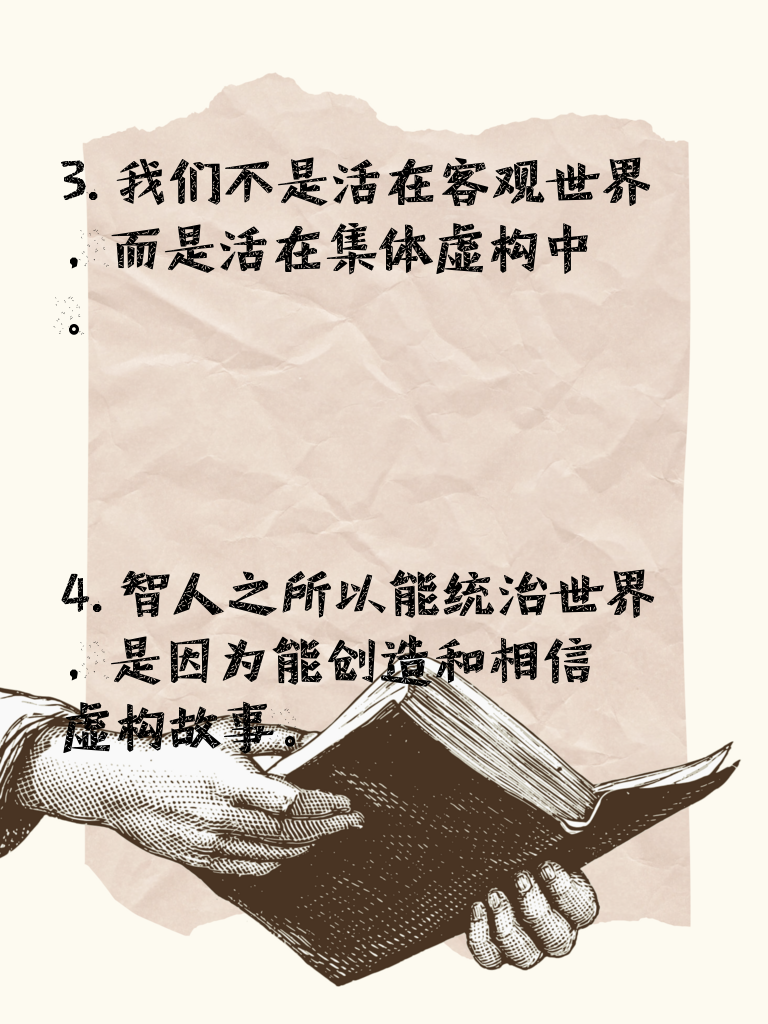 3. 我们不是活在客观世界
，而是活在集体虚构中
。
4. 智人之所以能统治世界
，是因为能创造和相信
虚构故事。